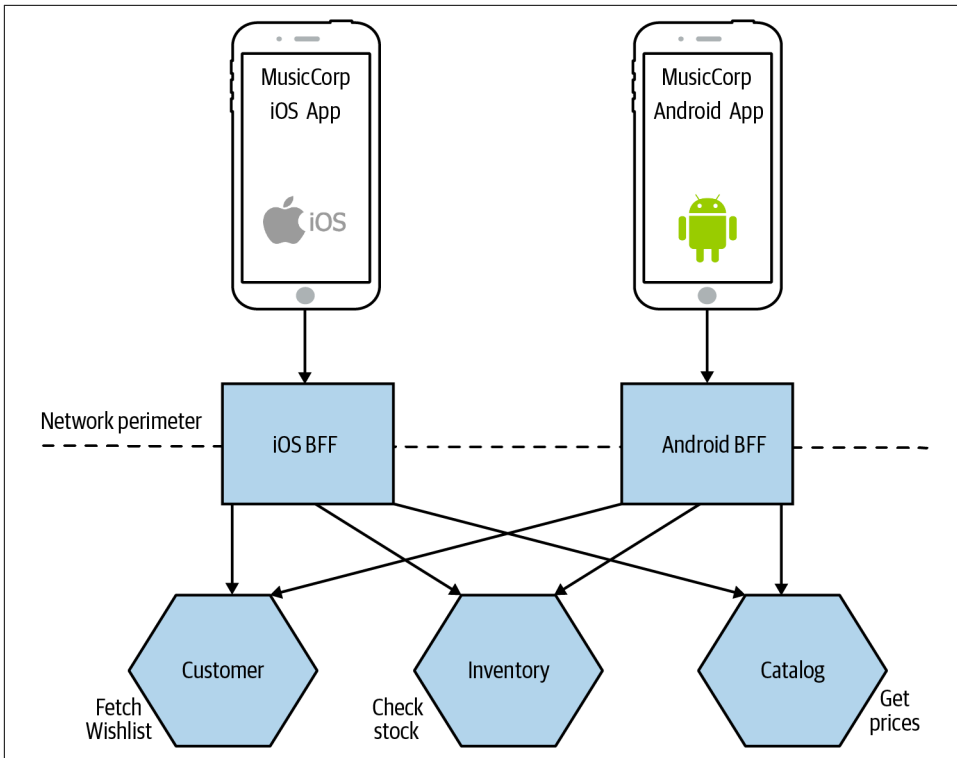 MusicCorp
iOS App
iOS
MusicCorp
Android App
Network perimeter
iOS BFF
Android BFF
Customer
Fetch
Wishlist
Inventory
Check
stock
Catalog
Get
prices